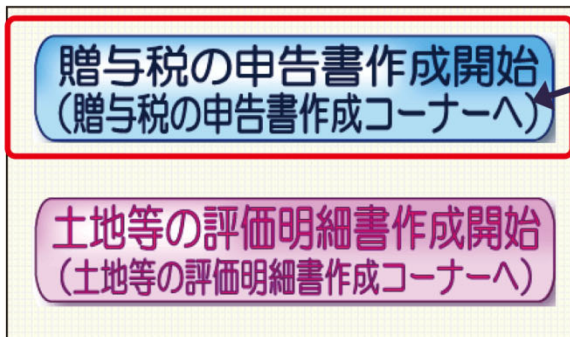 贈与税の申告書作成開始
(贈与税の申告書作成コーナーへ)
土地等の評価明細書作成開始
(土地等の評価明細書作成コーナーへ)